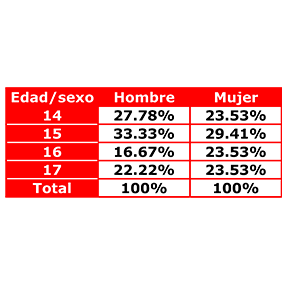 Edad/sexo Hombre Mujer
14 27.78% 23.53%
15 33.33% 29.41%
16 16.67% 23.53%
17 22.22% 23.53%
Total 100% 100%